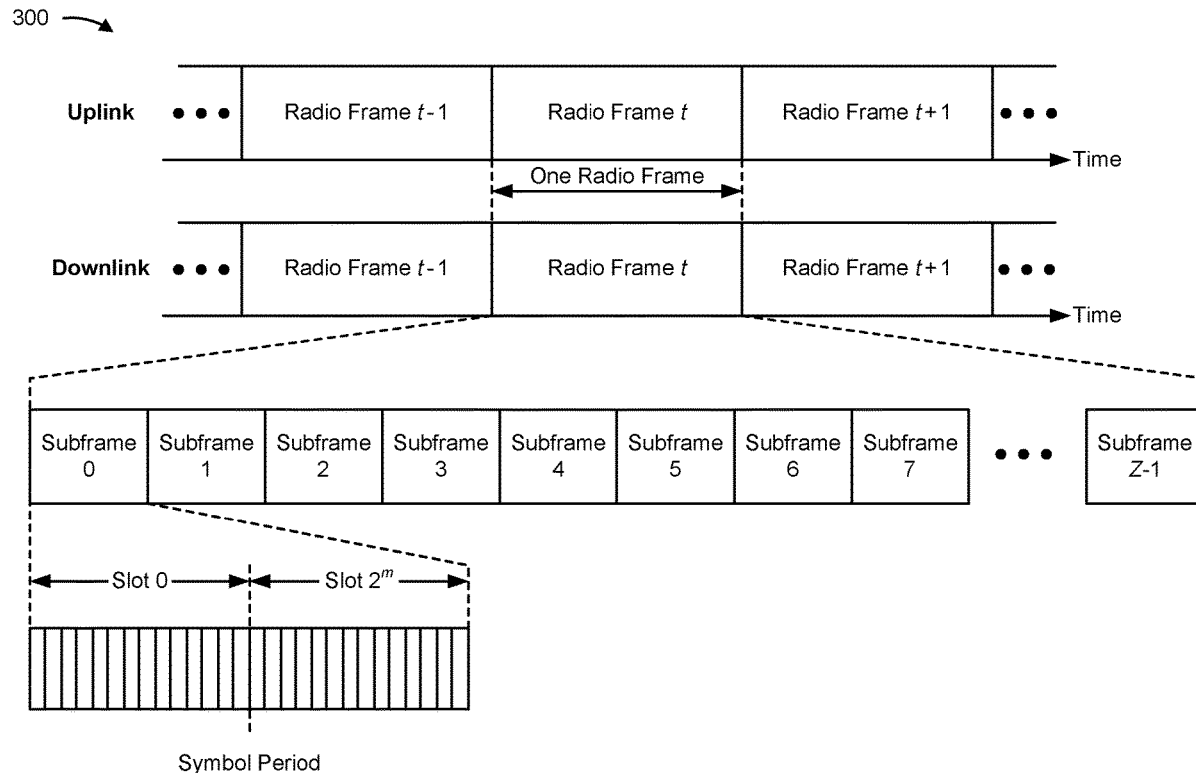 300
Uplink ••• Radio Frame t-1 Radio Frame t Radio Frame t+1 •••
Time
One Radio Frame
Downlink ••• Radio Frame t-1 Radio Frame t Radio Frame t+1 •••
Time
Subframe 0 Subframe 1 Subframe 2 Subframe 3 Subframe 4 Subframe 5 Subframe 6 Subframe 7 ••• Subframe Z-1
Slot 0 Slot 2^m
Symbol Period